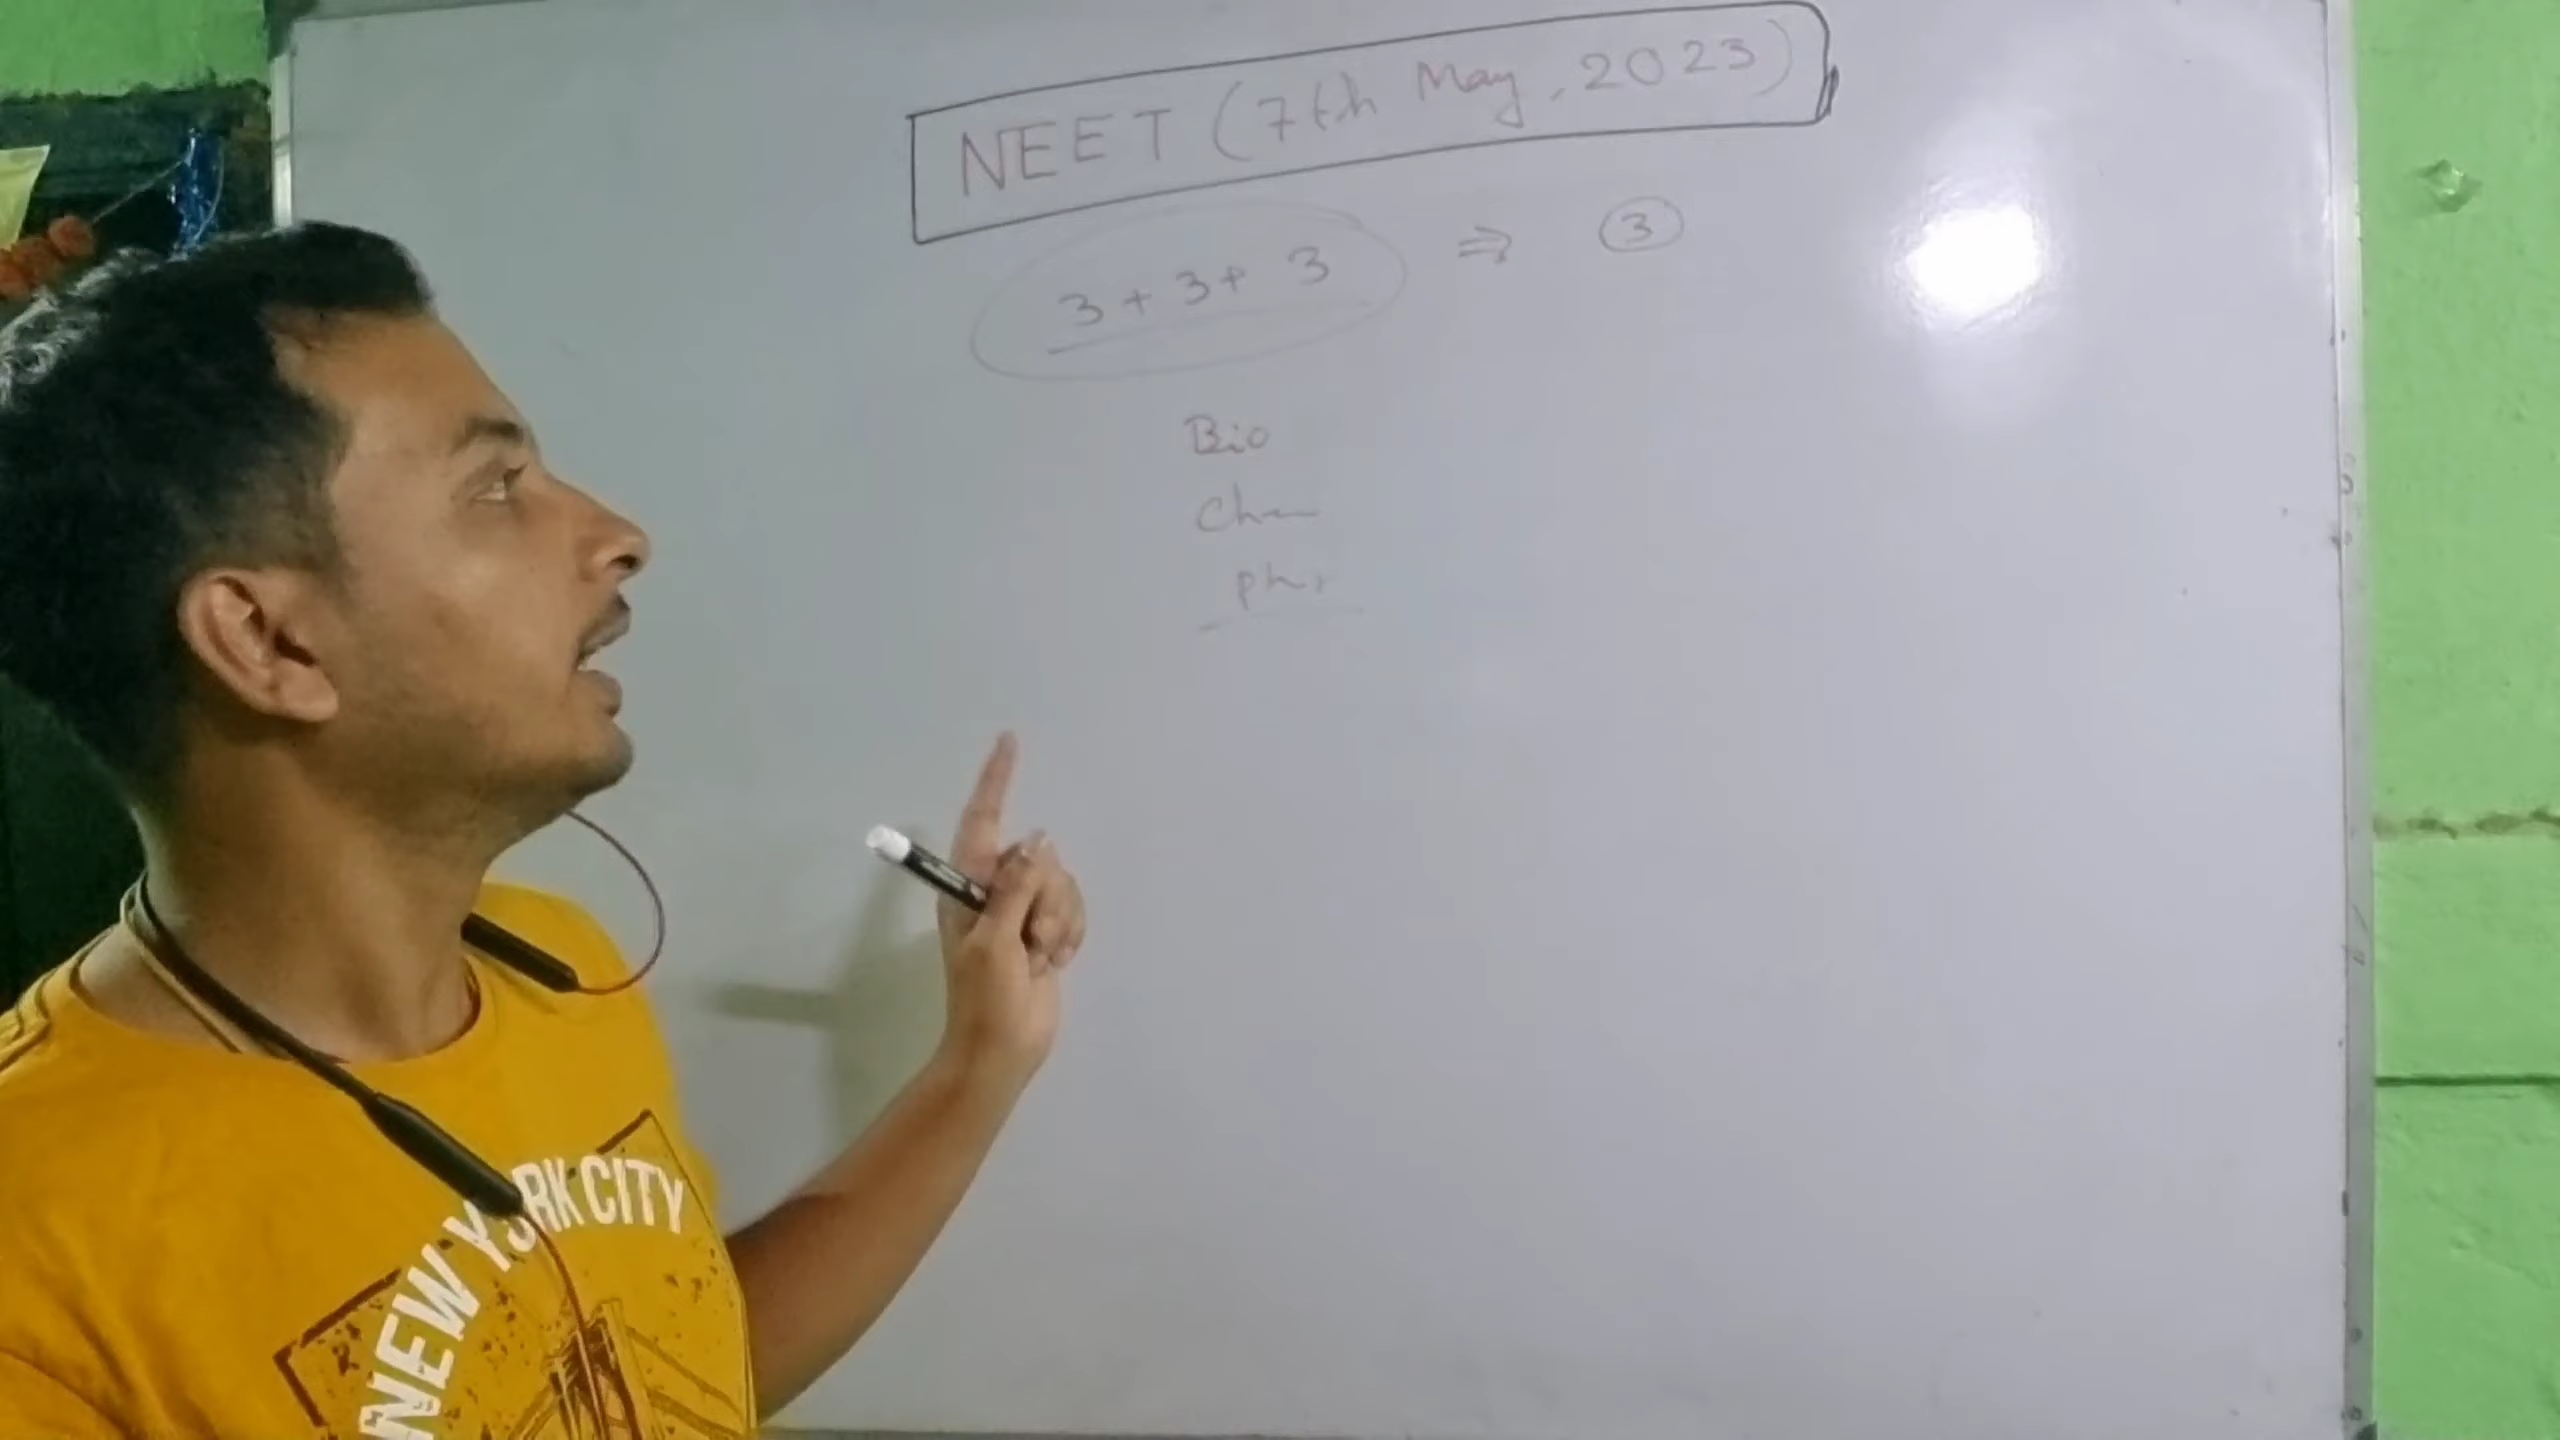 NEET (7th May, 2023)
3 + 3 + 3 ⇒ 3
Bio
Che
phy
NEW YORK CITY